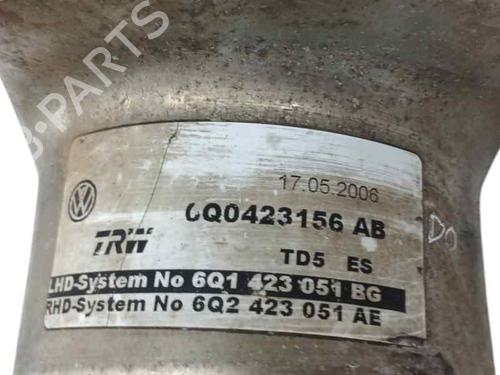 B-PARTS
17.05.2006
6Q0423156 AB
TRW
TD5 ES
LHD-System No 6Q1 423 051 BG
RHD-System No 6Q2 423 051 AE